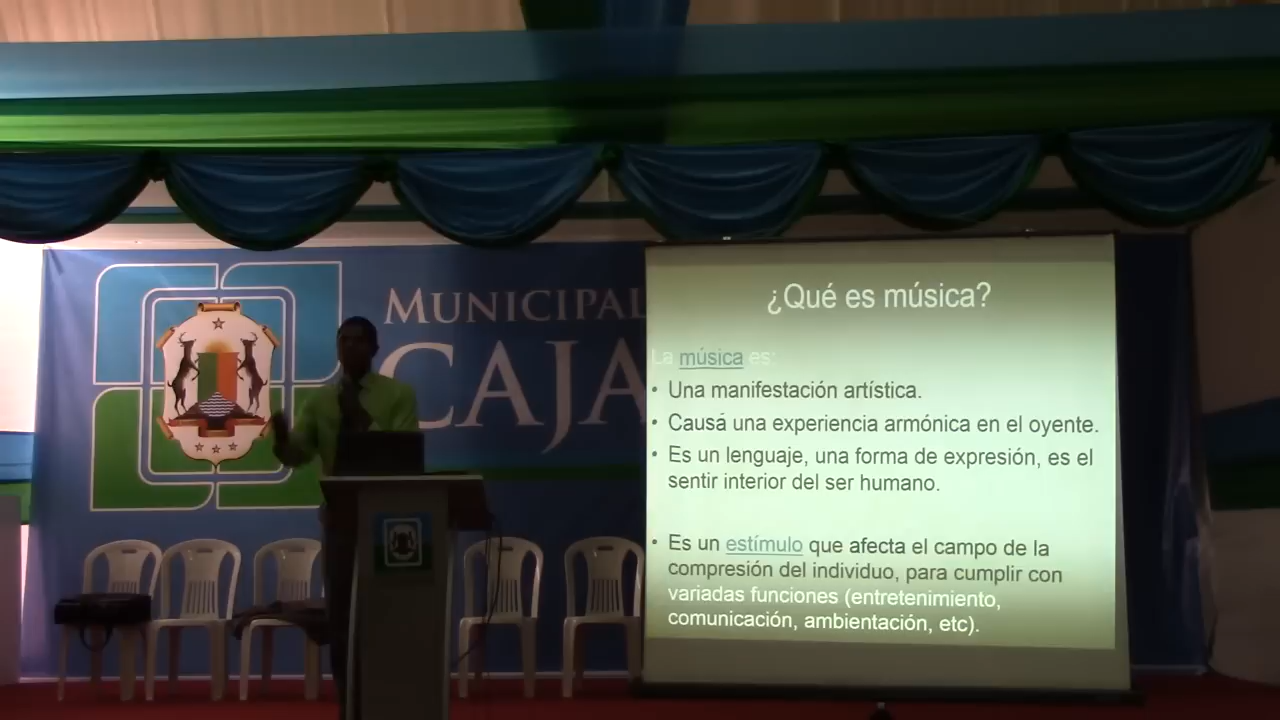 MUNICIPAL
CAJA
¿Qué es música?
La música es:
• Una manifestación artística.
• Causá una experiencia armónica en el oyente.
• Es un lenguaje, una forma de expresión, es el
sentir interior del ser humano.
• Es un estímulo que afecta el campo de la
compresión del individuo, para cumplir con
variadas funciones (entretenimiento,
comunicación, ambientación, etc).